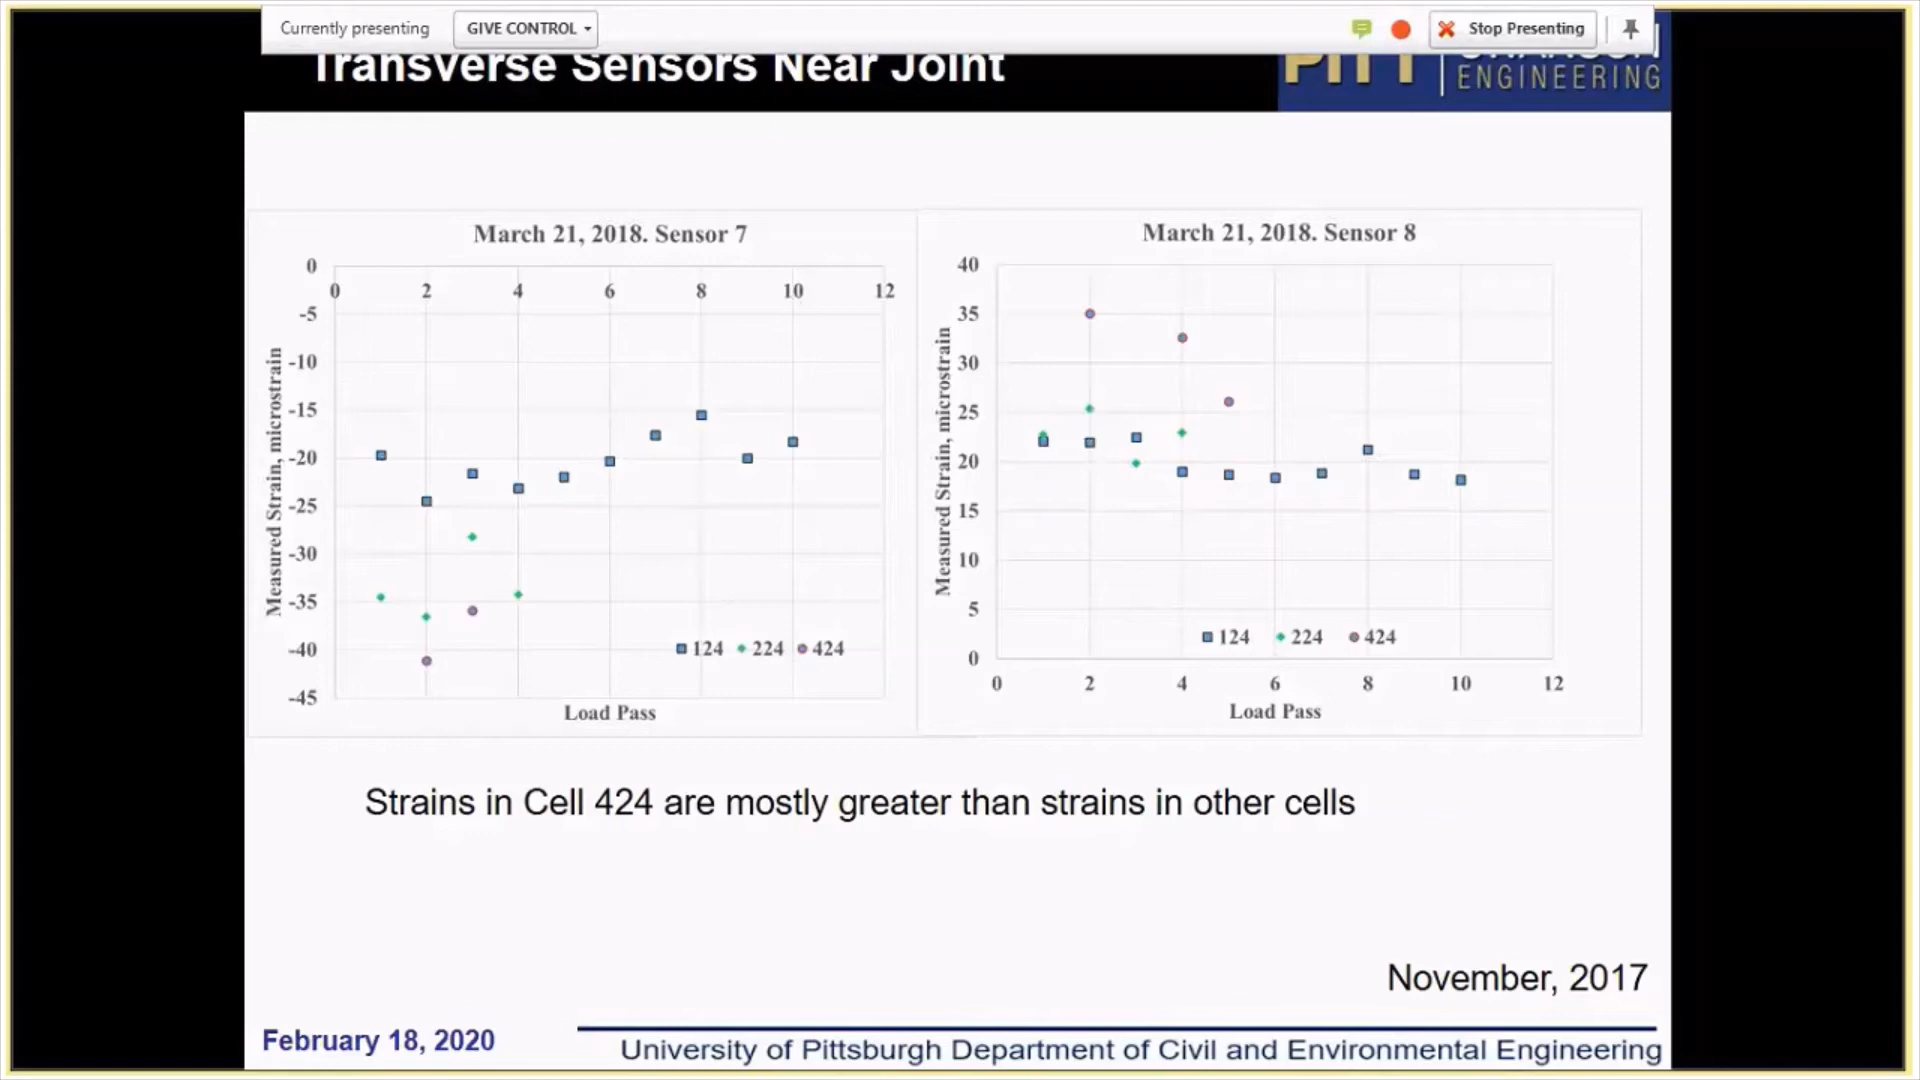 Currently presenting GIVE CONTROL Stop Presenting
Transverse Sensors Near Joint
PITT
ENGINEERING
March 21, 2018. Sensor 7
0
0 2 4 6 8 10 12
-5
-10
-15
-20
-25
-30
-35
-40
-45
Measured Strain, microstrain
124 224 424
Load Pass
March 21, 2018. Sensor 8
40
35
30
25
20
15
10
5
0
Measured Strain, microstrain
124 224 424
0 2 4 6 8 10 12
Load Pass
Strains in Cell 424 are mostly greater than strains in other cells
November, 2017
February 18, 2020
University of Pittsburgh Department of Civil and Environmental Engineering